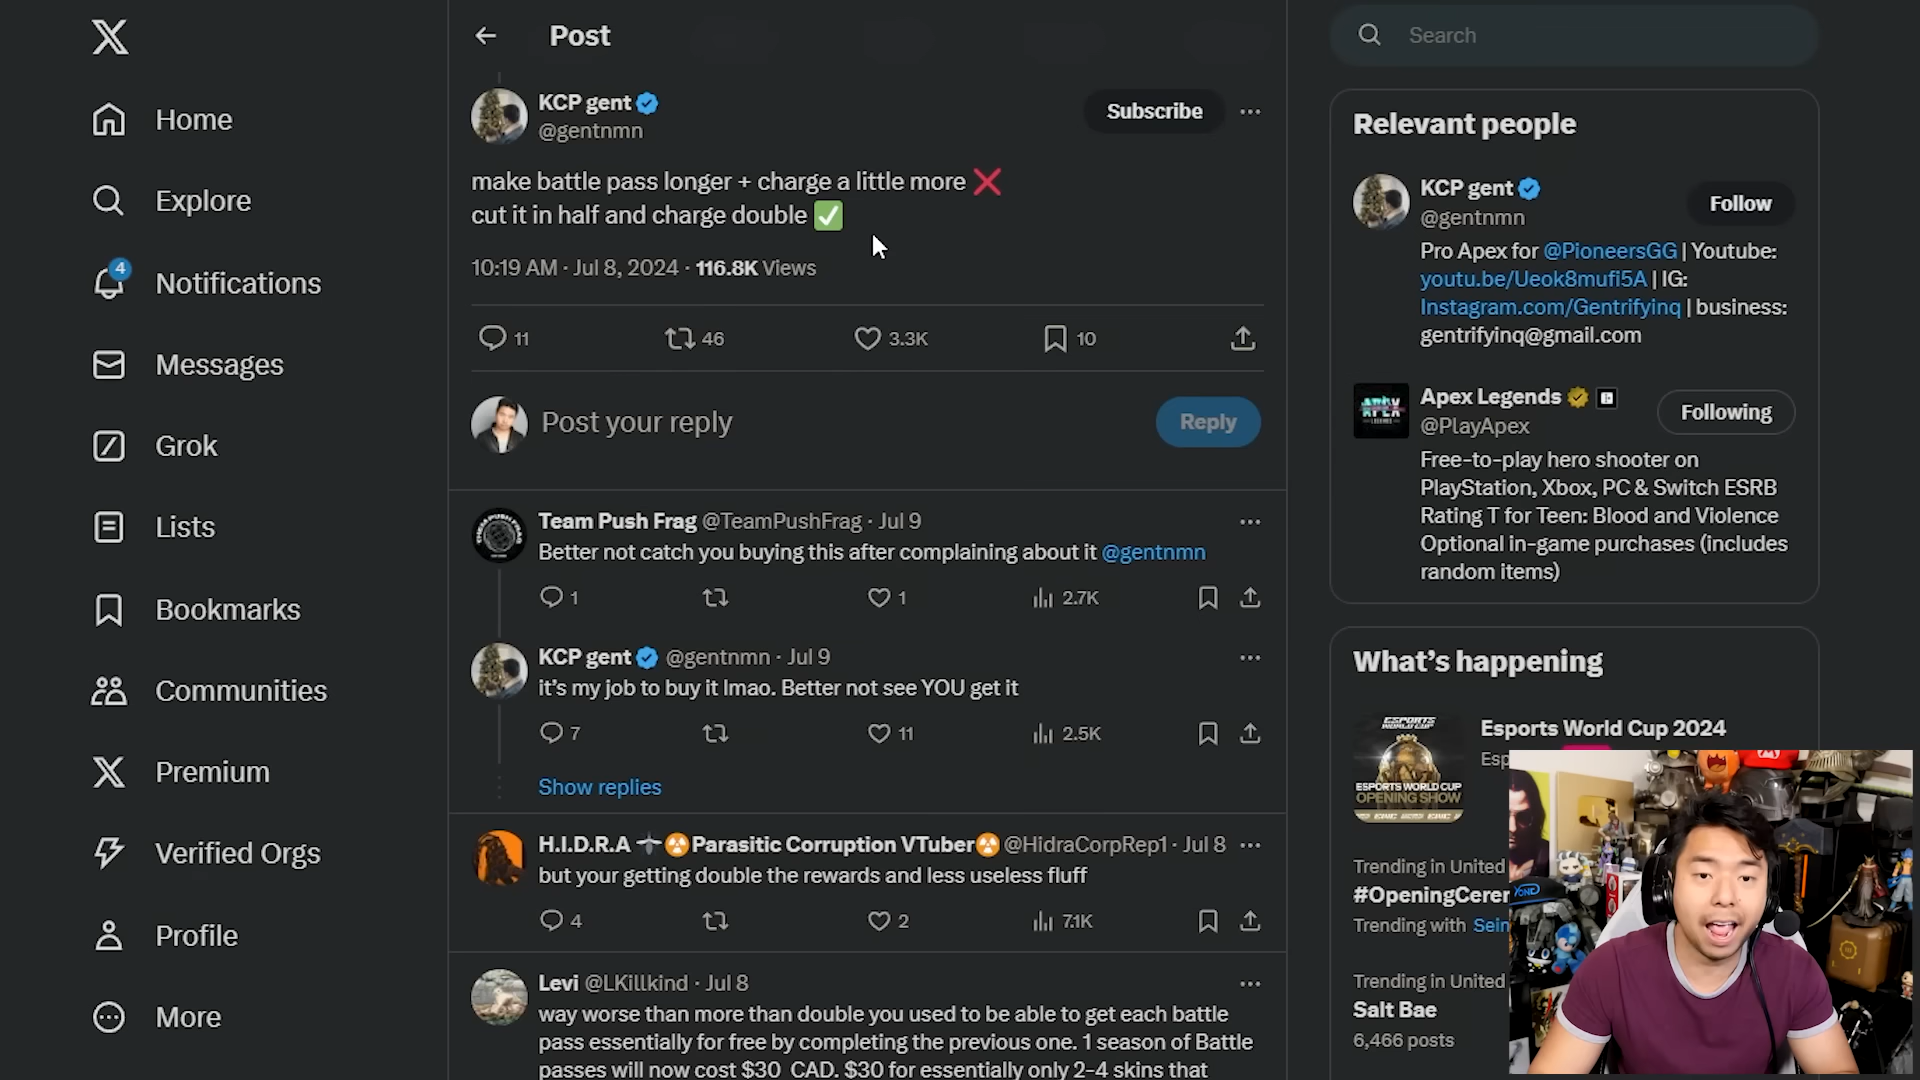 Home
Explore
4
Notifications
Messages
Grok
Lists
Bookmarks
Communities
Premium
Verified Orgs
Profile
More
Post
KCP gent
@gentnmn
Subscribe
make battle pass longer + charge a little more ❌
cut it in half and charge double ✅
10:19 AM · Jul 8, 2024 · 116.8K Views
11 46 3.3K 10
Post your reply
Reply
Team Push Frag @TeamPushFrag · Jul 9
Better not catch you buying this after complaining about it @gentnmn
1 1 2.7K
KCP gent @gentnmn · Jul 9
it's my job to buy it lmao. Better not see YOU get it
7 11 2.5K
Show replies
H.I.D.R.A ☢Parasitic Corruption VTuber☢ @HidraCorpRep1 · Jul 8
but your getting double the rewards and less useless fluff
4 2 7.1K
Levi @LKillkind · Jul 8
way worse than more than double you used to be able to get each battle
pass essentially for free by completing the previous one. 1 season of Battle
passes will now cost $30 CAD. $30 for essentially only 2-4 skins that
Search
Relevant people
KCP gent
@gentnmn
Follow
Pro Apex for @PioneersGG | Youtube:
youtu.be/Ueok8mufi5A | IG:
Instagram.com/Gentrifyinq | business:
gentrifyinq@gmail.com
APEX
LEGENDS
Apex Legends
@PlayApex
Following
Free-to-play hero shooter on
PlayStation, Xbox, PC & Switch ESRB
Rating T for Teen: Blood and Violence
Optional in-game purchases (includes
random items)
What's happening
ESPORTS
WORLD CUP
ESPORTS WORLD CUP
OPENING SHOW
Esports World Cup 2024
Esp
Trending in United
#OpeningCerer
Trending with Sein
Trending in United
Salt Bae
6,466 posts